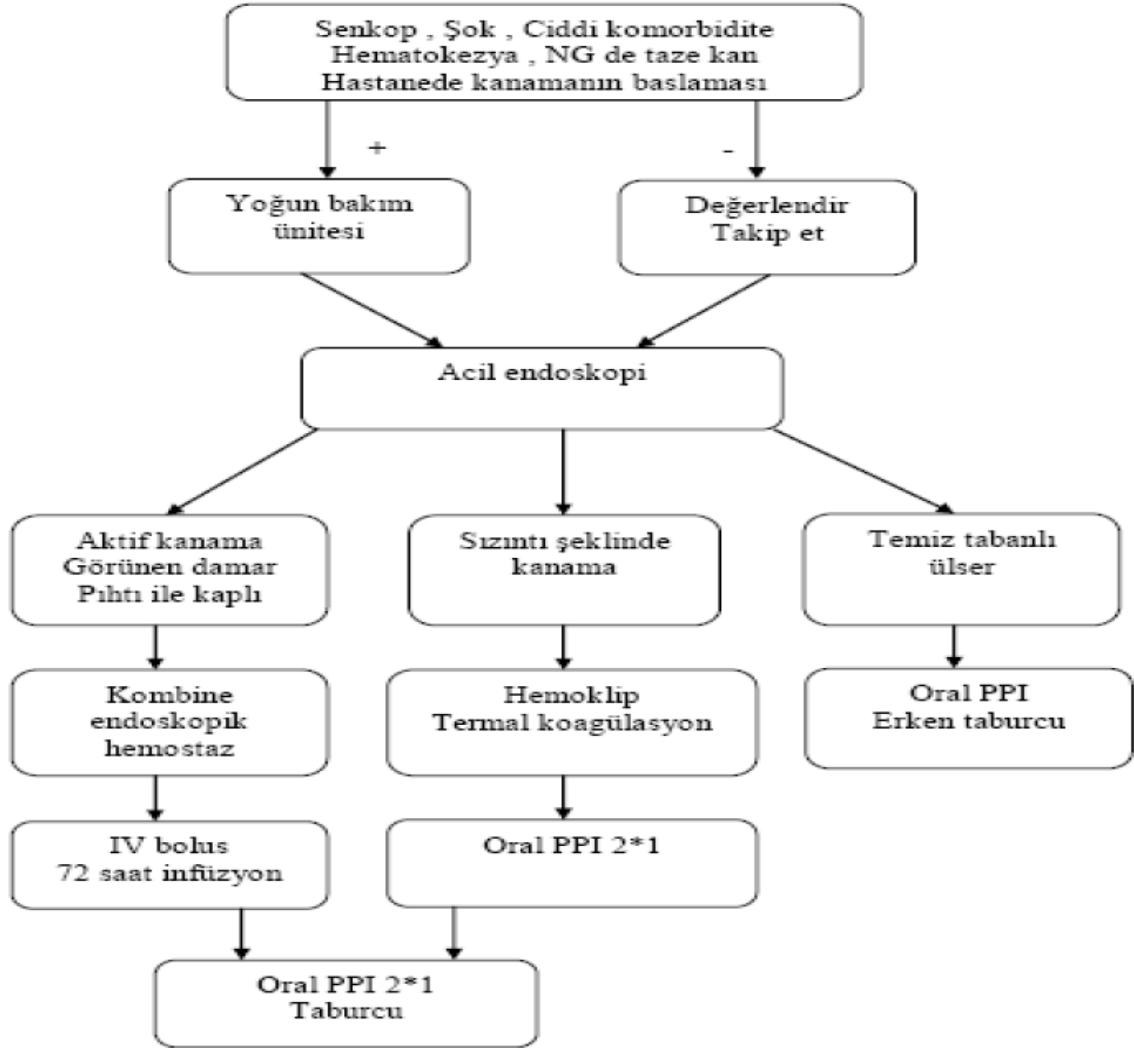 Senkop , Şok , Ciddi komorbidite
Hematokezya , NG de taze kan
Hastanede kanamanın baslaması
+
-
Yoğun bakım
ünitesi
Değerlendir
Takip et
Acil endoskopi
Aktif kanama
Görünen damar
Pıhtı ile kaplı
Sızıntı şeklinde
kanama
Temiz tabanlı
ülser
Kombine
endoskopik
hemostaz
Hemoklip
Termal koagülasyon
Oral PPI
Erken taburcu
IV bolus
72 saat infüzyon
Oral PPI 2*1
Oral PPI 2*1
Taburcu